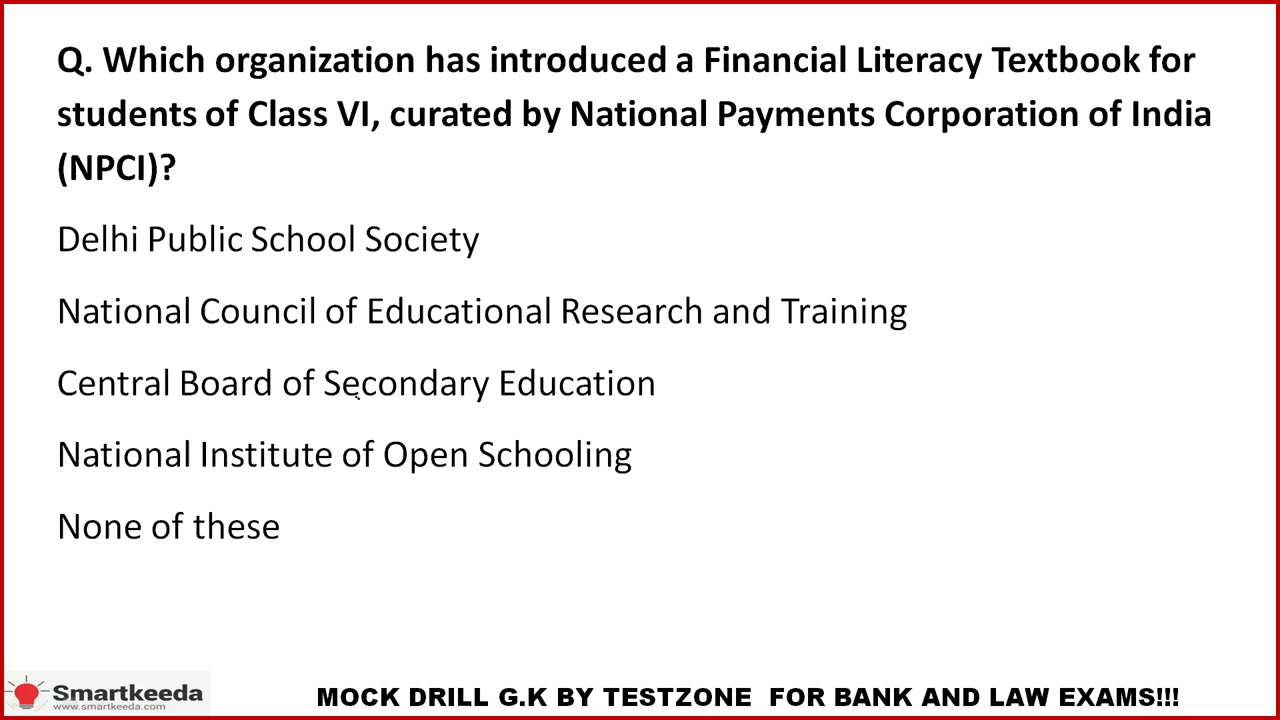 Q. Which organization has introduced a Financial Literacy Textbook for
students of Class VI, curated by National Payments Corporation of India
(NPCI)?
Delhi Public School Society
National Council of Educational Research and Training
Central Board of Secondary Education
National Institute of Open Schooling
None of these
Smartkeeda
www.smartkeeda.com
MOCK DRILL G.K BY TESTZONE FOR BANK AND LAW EXAMS!!!